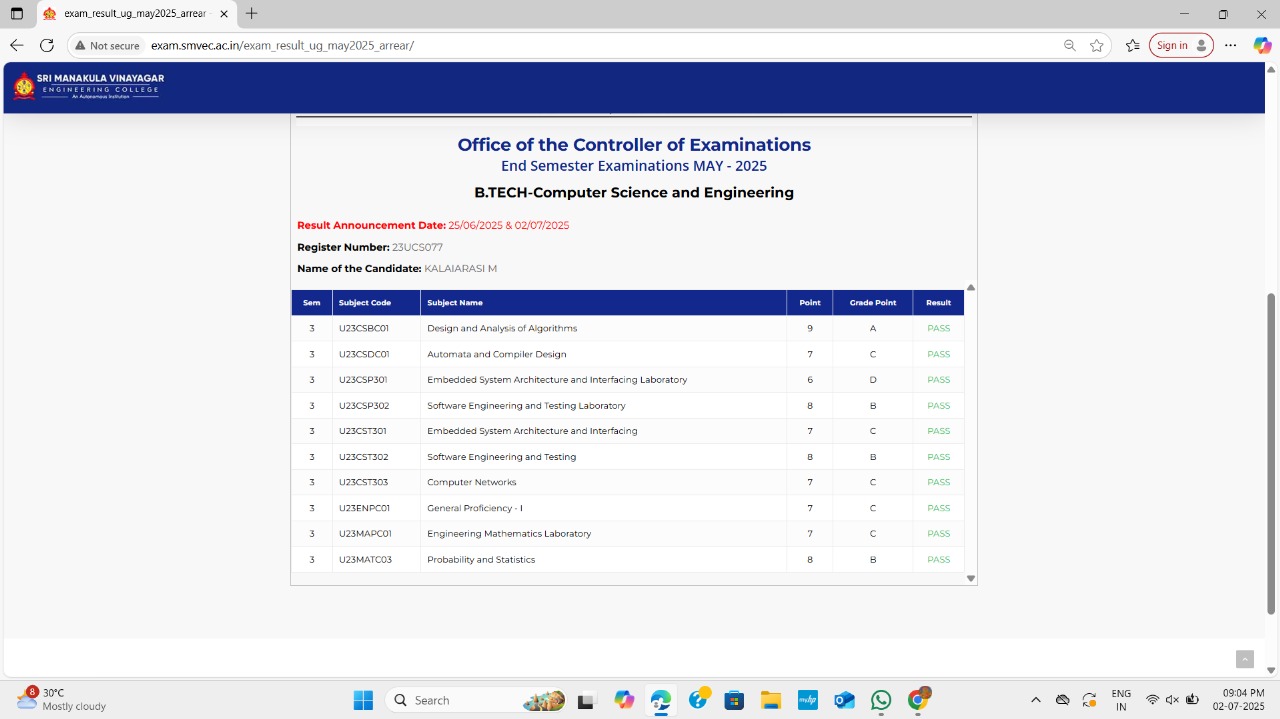 exam_result_ug_may2025_arrear
Not secure exam.smvec.ac.in/exam_result_ug_may2025_arrear/ Sign in
SRI MANAKULA VINAYAGAR
ENGINEERING COLLEGE
An Autonomous Institution
Office of the Controller of Examinations
End Semester Examinations MAY - 2025
B.TECH-Computer Science and Engineering
Result Announcement Date: 25/06/2025 & 02/07/2025
Register Number: 23UCS077
Name of the Candidate: KALAIARASI M
Sem Subject Code Subject Name Point Grade Point Result
3 U23CSBC01 Design and Analysis of Algorithms 9 A PASS
3 U23CSDC01 Automata and Compiler Design 7 C PASS
3 U23CSP301 Embedded System Architecture and Interfacing Laboratory 6 D PASS
3 U23CSP302 Software Engineering and Testing Laboratory 8 B PASS
3 U23CST301 Embedded System Architecture and Interfacing 7 C PASS
3 U23CST302 Software Engineering and Testing 8 B PASS
3 U23CST303 Computer Networks 7 C PASS
3 U23ENPC01 General Proficiency - I 7 C PASS
3 U23MAPC01 Engineering Mathematics Laboratory 7 C PASS
3 U23MATC03 Probability and Statistics 8 B PASS
8 30°C
Mostly cloudy
Search
myhp
ENG
IN
09:43 PM
02-07-2025